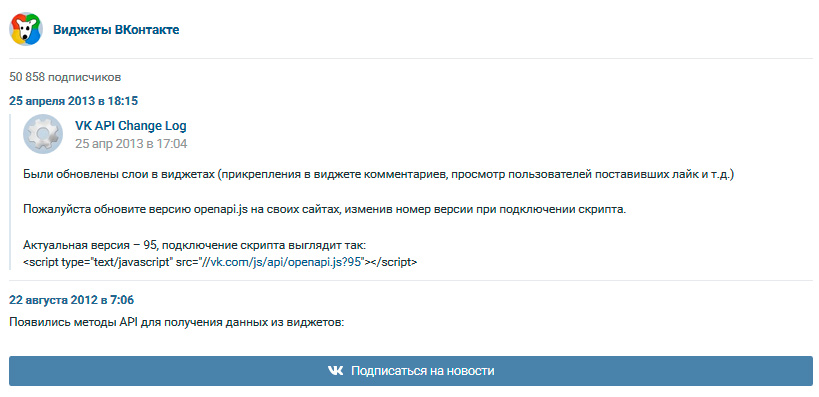 Виджеты ВКонтакте
50 858 подписчиков
25 апреля 2013 в 18:15
VK API Change Log
25 апр 2013 в 17:04
Были обновлены слои в виджетах (прикрепления в виджете комментариев, просмотр пользователей поставивших лайк и т.д.)
Пожалуйста обновите версию openapi.js на своих сайтах, изменив номер версии при подключении скрипта.
Актуальная версия – 95, подключение скрипта выглядит так:
<script type="text/javascript" src="//vk.com/js/api/openapi.js?95"></script>
22 августа 2012 в 7:06
Появились методы API для получения данных из виджетов:
Подписаться на новости